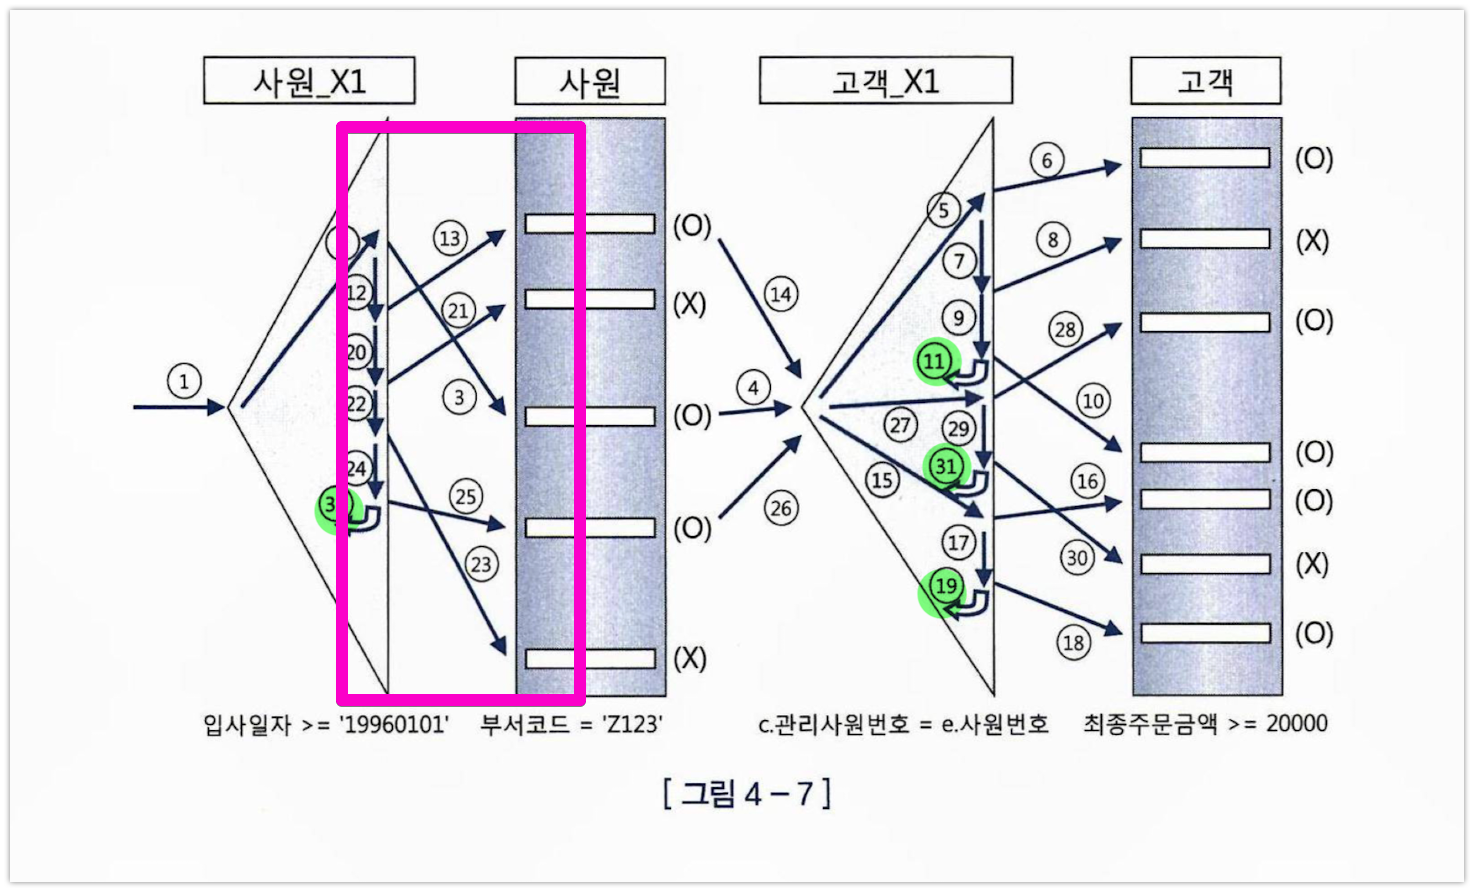 사원_X1
사원
고객_X1
고객
6
(O)
5
13
(O)
8
(X)
7
14
12
21
(X)
9
28
(O)
20
11
1
4
3
22
10
(O)
27
29
(O)
24
31
(O)
15
16
(O)
25
26
(O)
17
30
(X)
23
19
18
(O)
(X)
입사일자 >= '19960101'
부서코드 = 'Z123'
c.관리사원번호 = e.사원번호
최종주문금액 >= 20000
[ 그림 4 – 7 ]